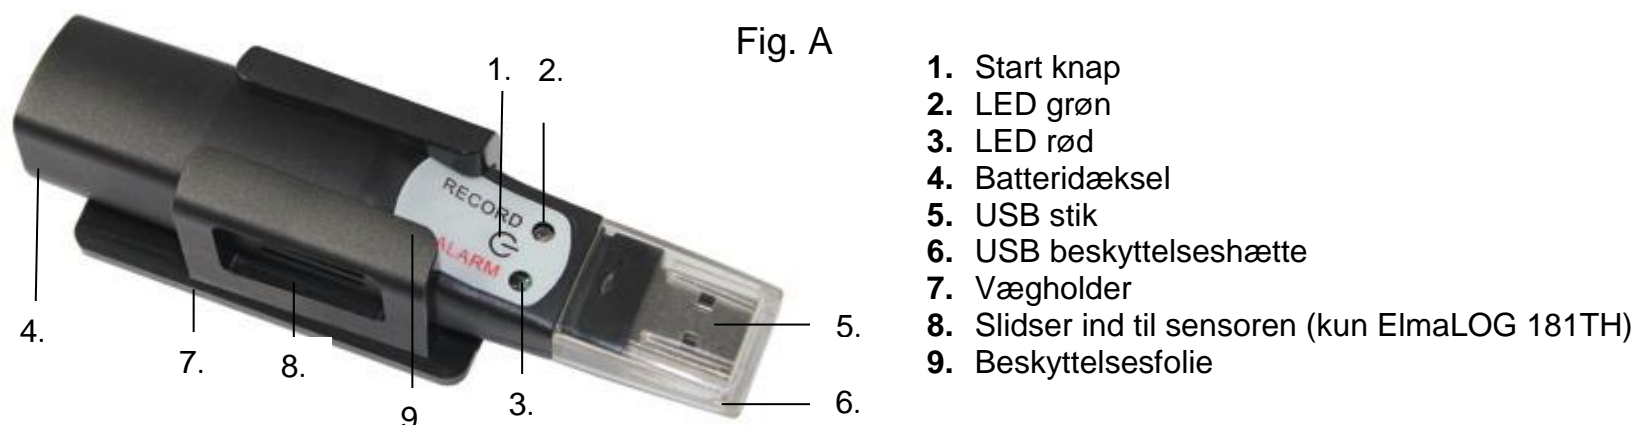 Fig. A
1. 2.
RECORD
ALARM
4.
7.
8.
9
3.
5.
6.
1. Start knap
2. LED grøn
3. LED rød
4. Batteridæksel
5. USB stik
6. USB beskyttelseshætte
7. Vægholder
8. Slidser ind til sensoren (kun ElmaLOG 181TH)
9. Beskyttelsesfolie